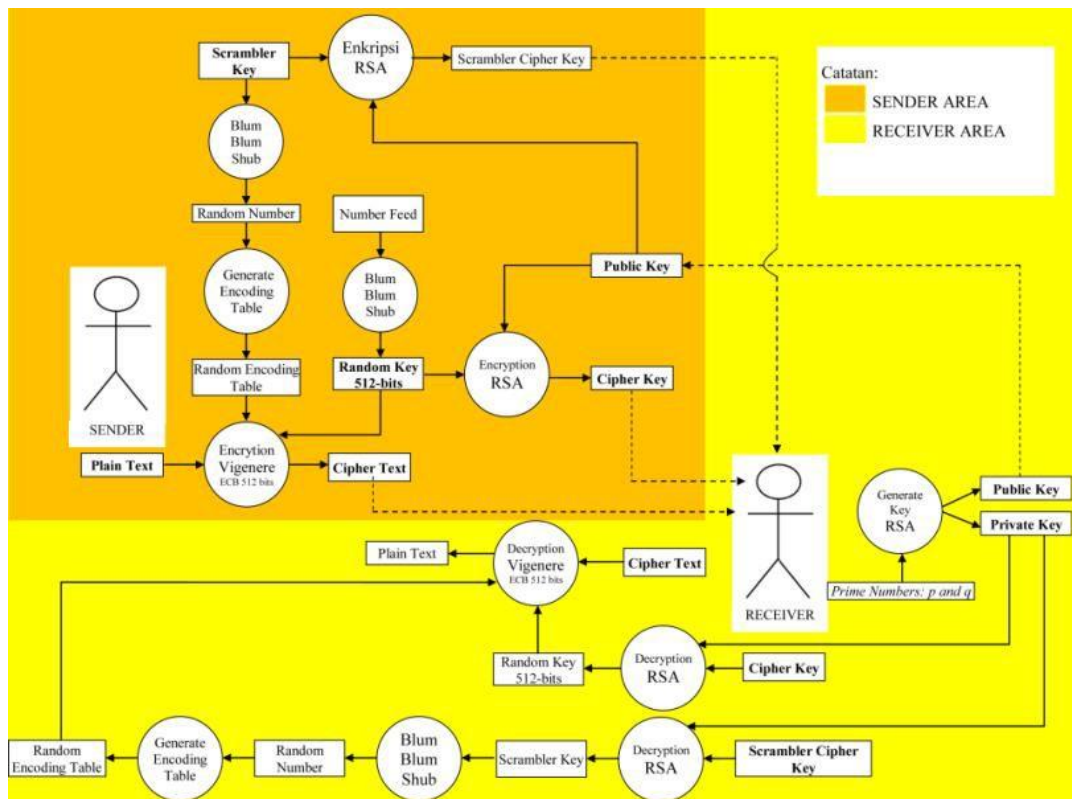 Scrambler
Key
Enkripsi
RSA
Scrambler Cipher Key
Catatan:
SENDER AREA
RECEIVER AREA
Blum
Blum
Shub
Random Number
Number Feed
Generate
Encoding
Table
Blum
Blum
Shub
Public Key
Random Encoding
Table
Random Key
512-bits
Encryption
RSA
Cipher Key
SENDER
Plain Text
Encrytion
Vigenere
ECB 512 bits
Cipher Text
Generate
Key
RSA
Public Key
Private Key
Prime Numbers: p and q
RECEIVER
Plain Text
Decryption
Vigenere
ECB 512 bits
Cipher Text
Random Key
512-bits
Decryption
RSA
Cipher Key
Random
Encoding Table
Generate
Encoding
Table
Random
Number
Blum
Blum
Shub
Scrambler Key
Decryption
RSA
Scrambler Cipher
Key